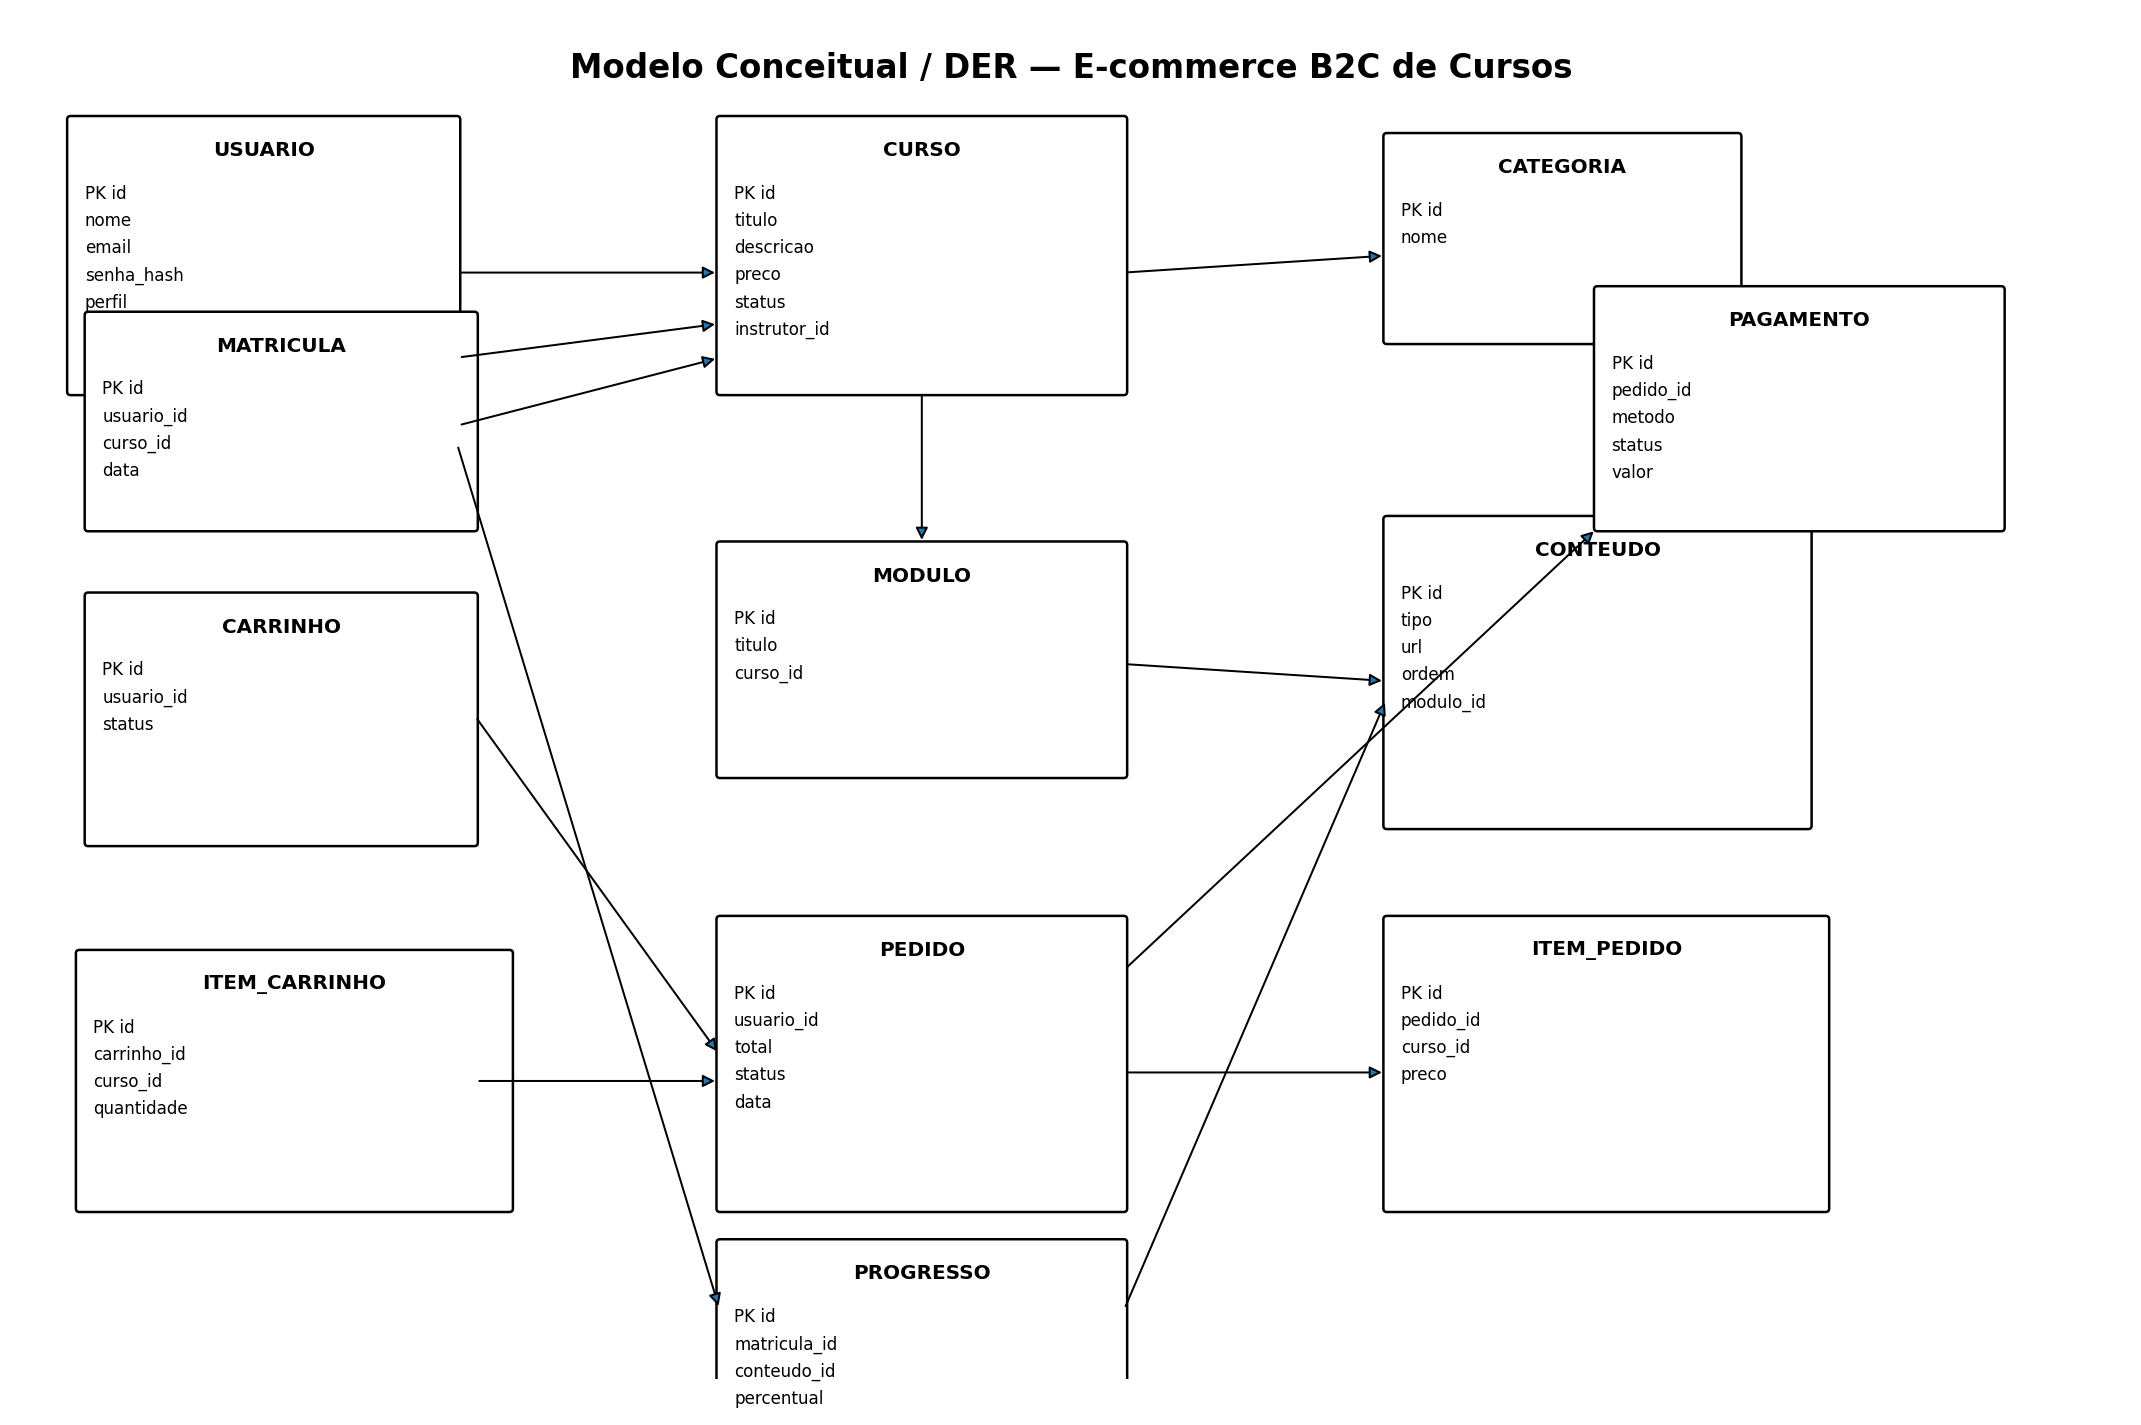 Modelo Conceitual / DER — E-commerce B2C de Cursos
USUARIO
PK id
nome
email
senha_hash
perfil
MATRICULA
PK id
usuario_id
curso_id
data
CARRINHO
PK id
usuario_id
status
ITEM_CARRINHO
PK id
carrinho_id
curso_id
quantidade
CURSO
PK id
titulo
descricao
preco
status
instrutor_id
MODULO
PK id
titulo
curso_id
PEDIDO
PK id
usuario_id
total
status
data
PROGRESSO
PK id
matricula_id
conteudo_id
percentual
CATEGORIA
PK id
nome
PAGAMENTO
PK id
pedido_id
metodo
status
valor
CONTEUDO
PK id
tipo
url
ordem
modulo_id
ITEM_PEDIDO
PK id
pedido_id
curso_id
preco